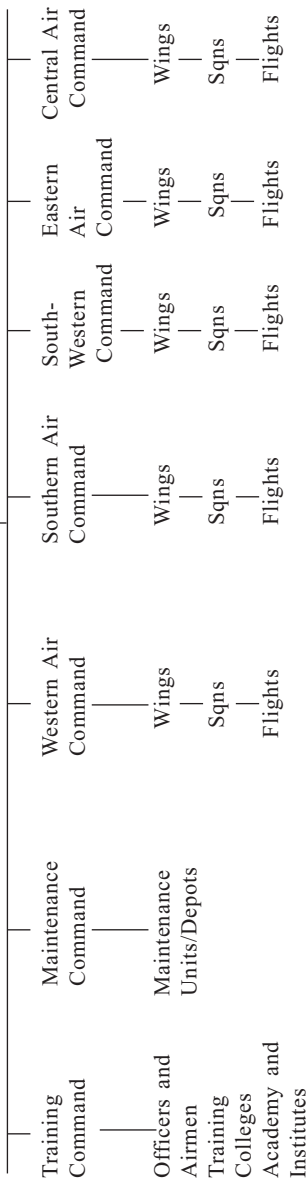 Training
Command
Officers and
Airmen
Training
Colleges
Academy and
Institutes
Maintenance
Command
Maintenance
Units/Depots
Western Air
Command
Wings
Sqns
Flights
Southern Air
Command
Wings
Sqns
Flights
South-
Western
Command
Wings
Sqns
Flights
Eastern
Air
Command
Wings
Sqns
Flights
Central Air
Command
Wings
Sqns
Flights